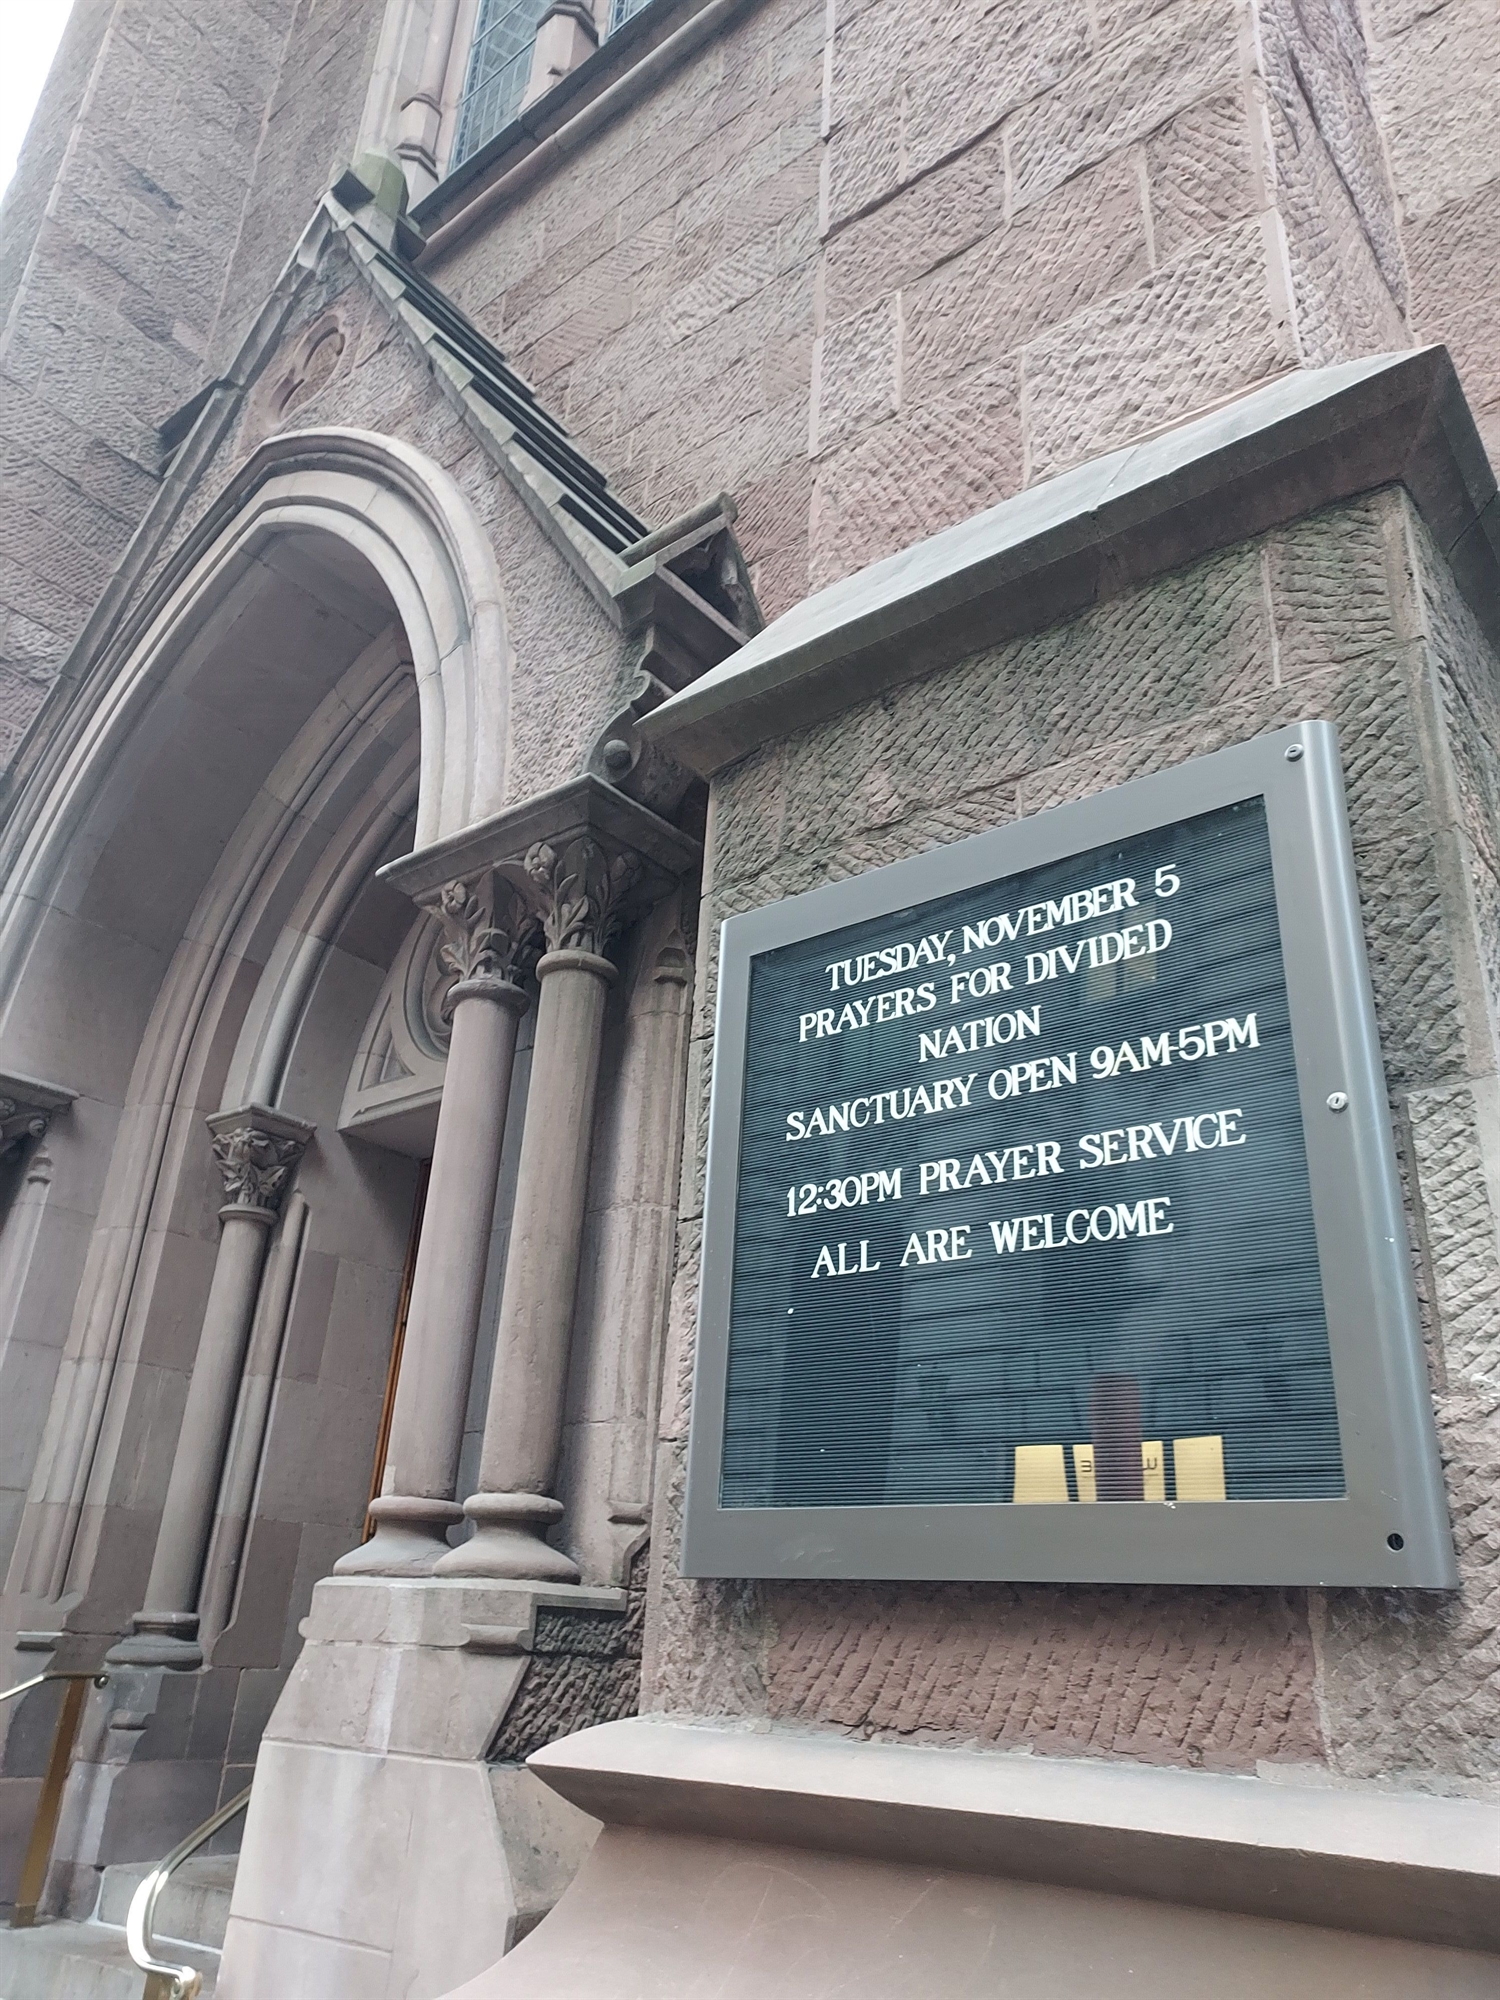 TUESDAY, NOVEMBER 5
PRAYERS FOR DIVIDED
NATION
SANCTUARY OPEN 9AM-5PM
12:30PM PRAYER SERVICE
ALL ARE WELCOME